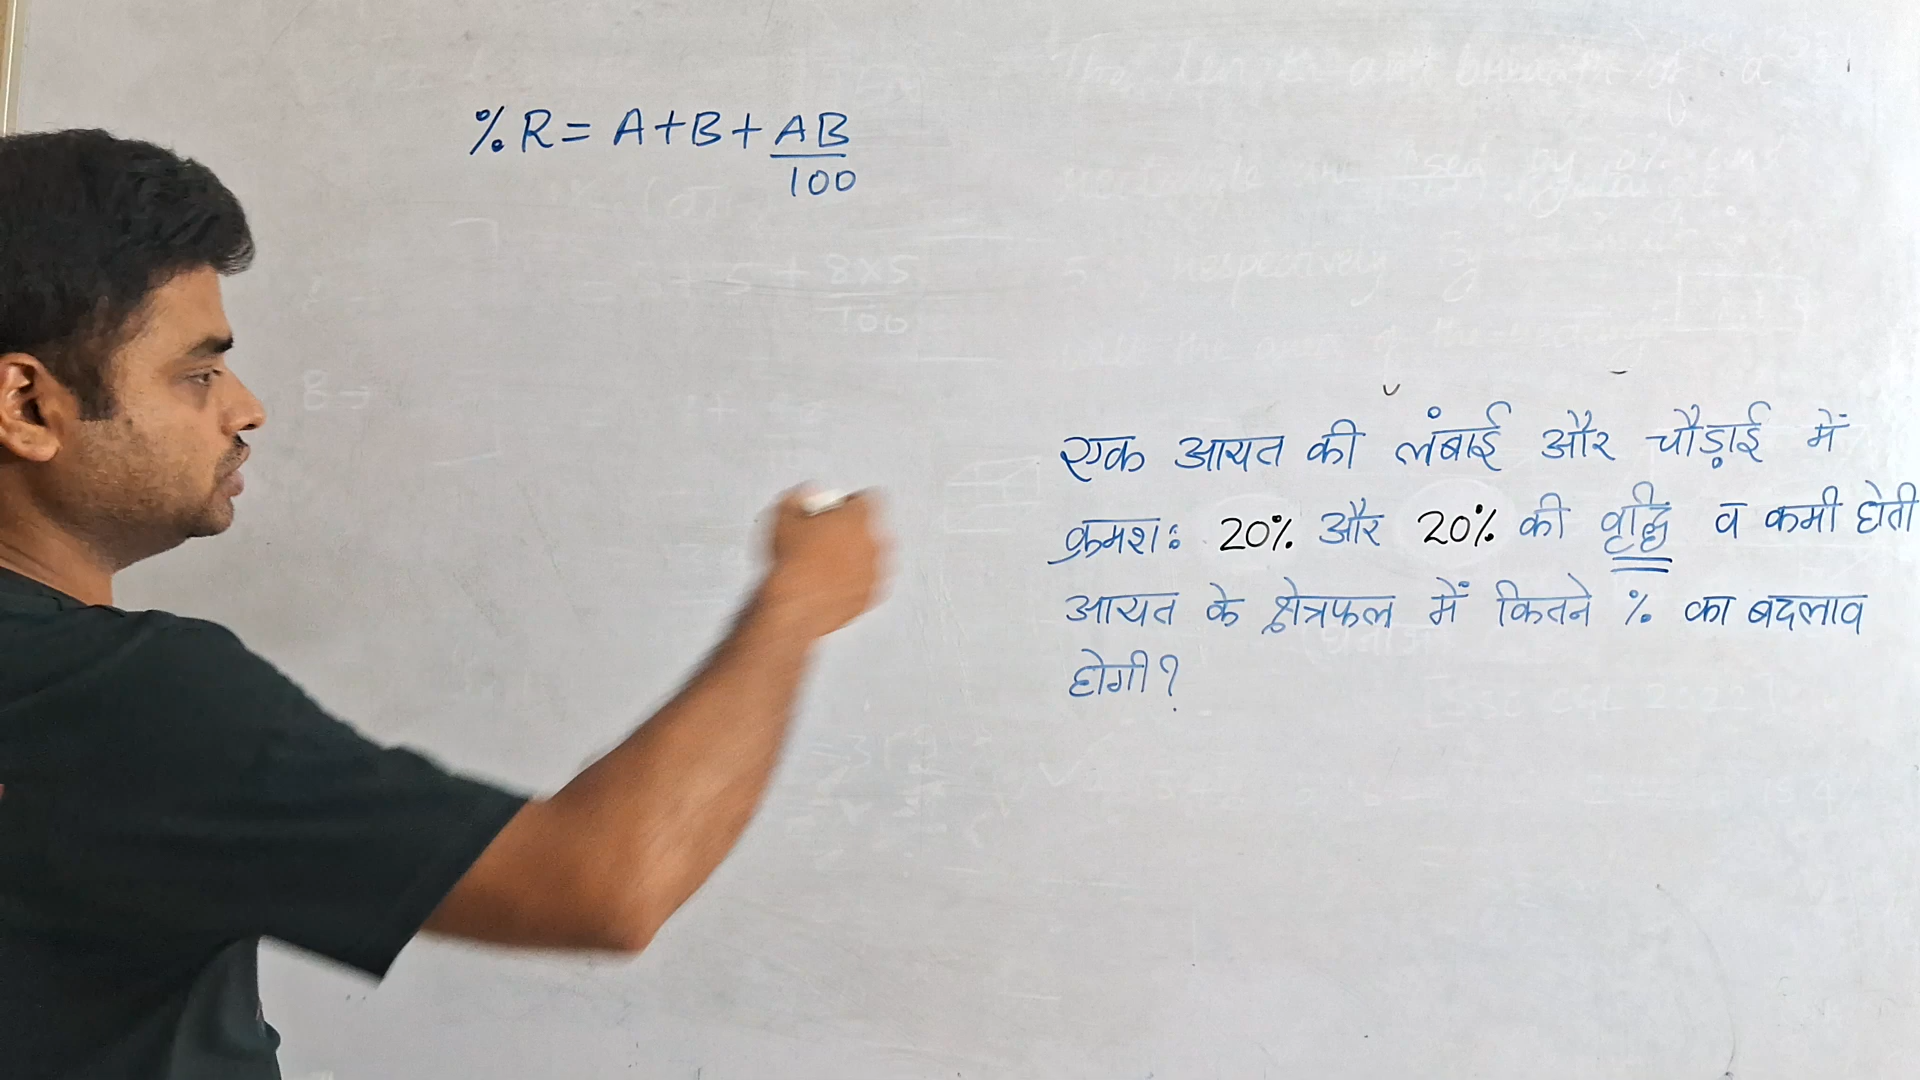 %R = A+B+AB/100
एक आयत की लंबाई और चौड़ाई में
क्रमश: 20% और 20% की वृद्धि व कमी होती
आयत के क्षेत्रफल में कितने % का बदलाव
होगी?